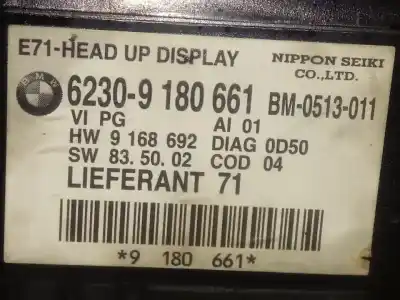 E71-HEAD UP DISPLAY
NIPPON SEIKI
CO.,LTD.
BMW
6230-9 180 661 BM-0513-011
VI PG AI 01
HW 9 168 692 DIAG 0D50
SW 83.50.02 COD 04
LIEFERANT 71
*9 180 661*